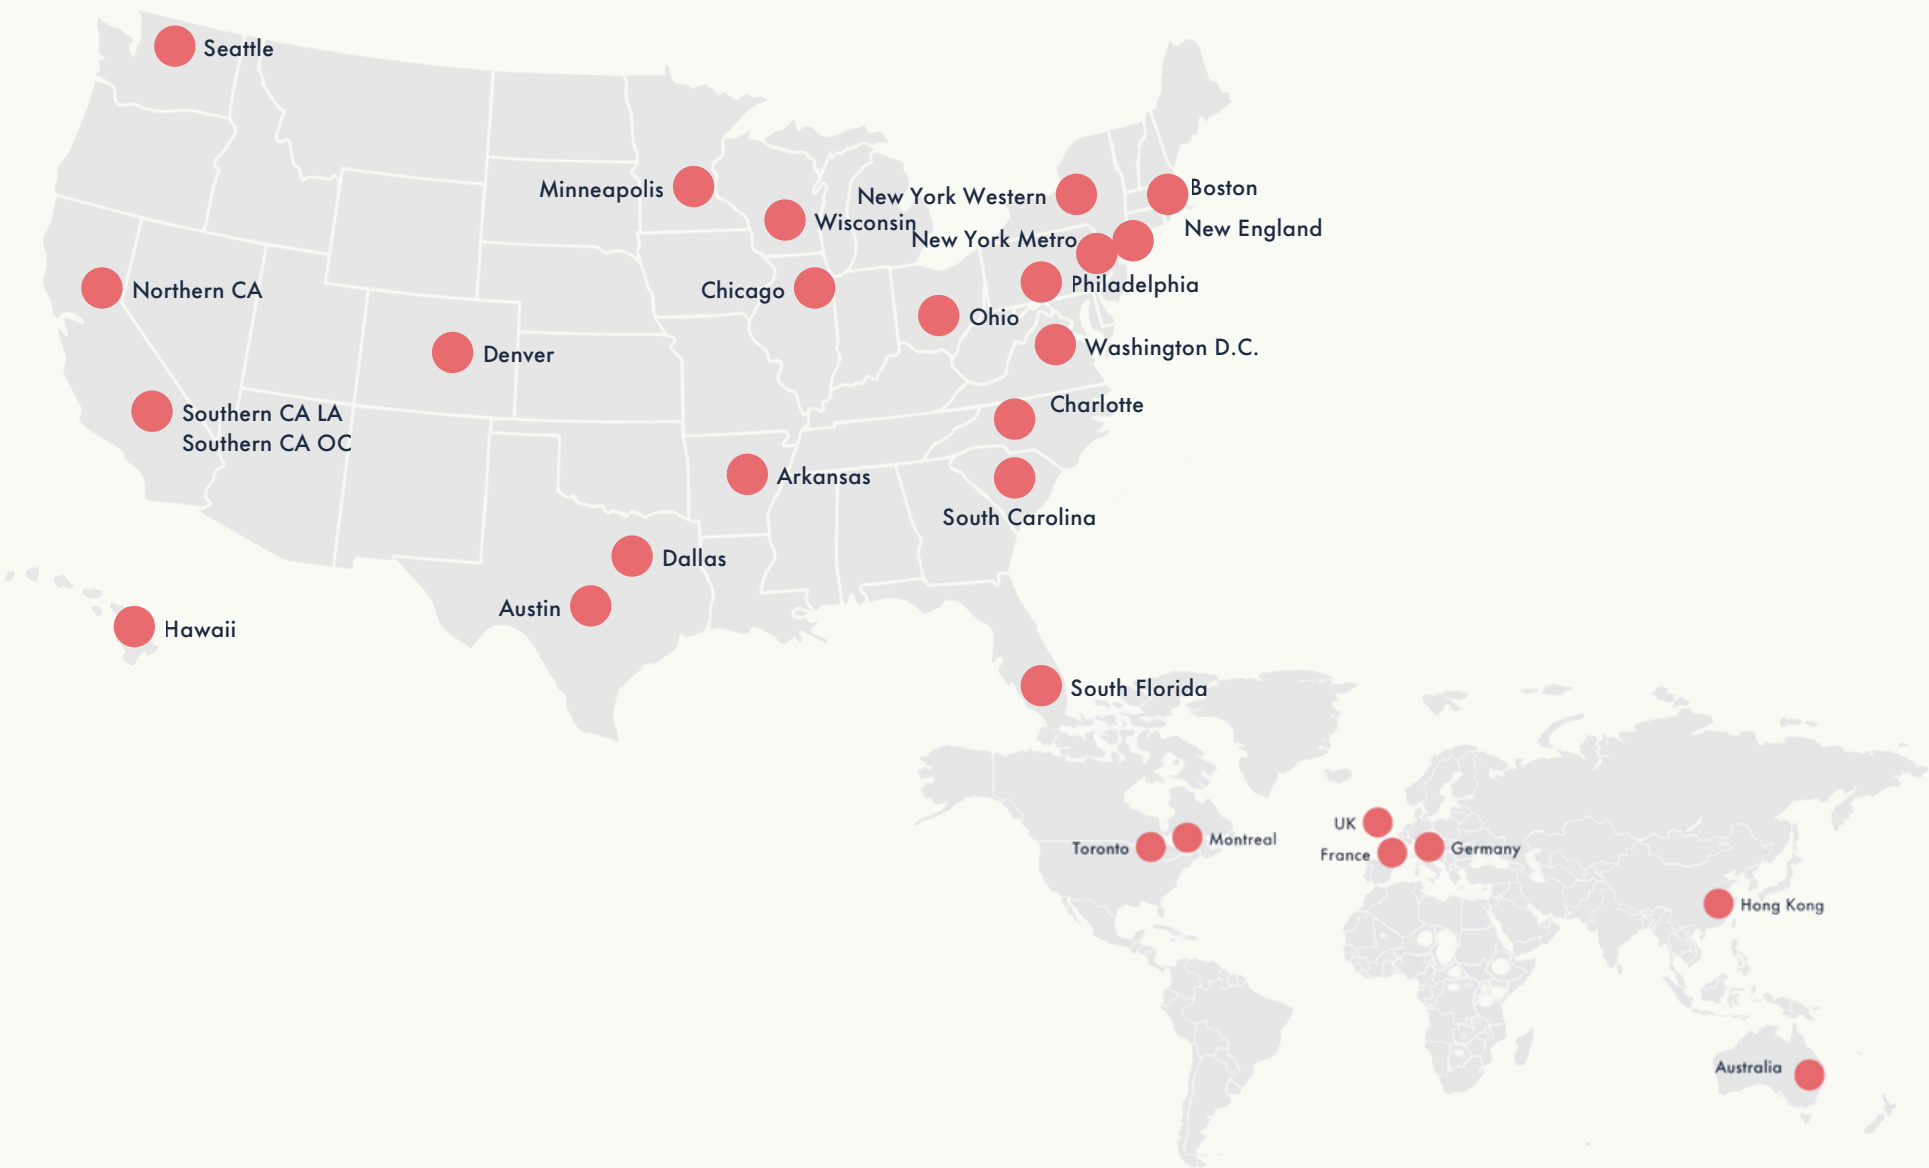 Seattle
Minneapolis
New York Western
Boston
Wisconsin
New England
New York Metro
Northern CA
Chicago
Philadelphia
Ohio
Denver
Washington D.C.
Southern CA LA
Southern CA OC
Charlotte
Arkansas
South Carolina
Dallas
Austin
Hawaii
South Florida
UK
Toronto
Montreal
France
Germany
Hong Kong
Australia